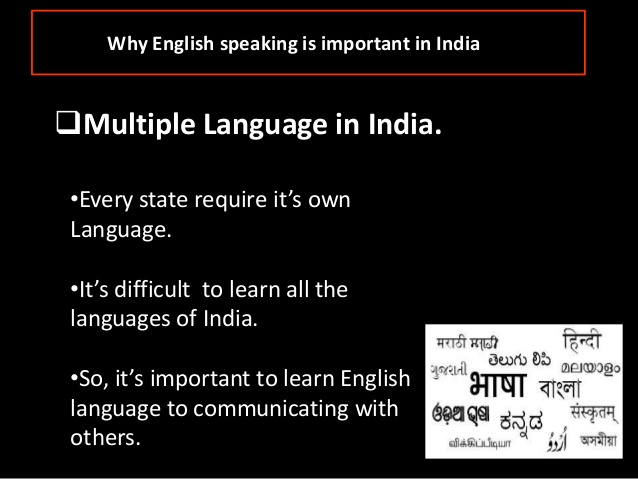 Why English speaking is important in India
❑Multiple Language in India.
•Every state require it’s own
Language.
•It’s difficult  to learn all the
languages of India.
•So, it’s important to learn English
language to communicating with
others.
मराठी मराठी తెలుగు లిపి हिन्दी
ગુજરાતી भाषा বাংলা മലയാളം
ଓଡ଼ିଆ ଭାଷା ಕನ್ನಡ संस्कृतम्
விக்கிப்பீடியா اُردُو অসমীয়া